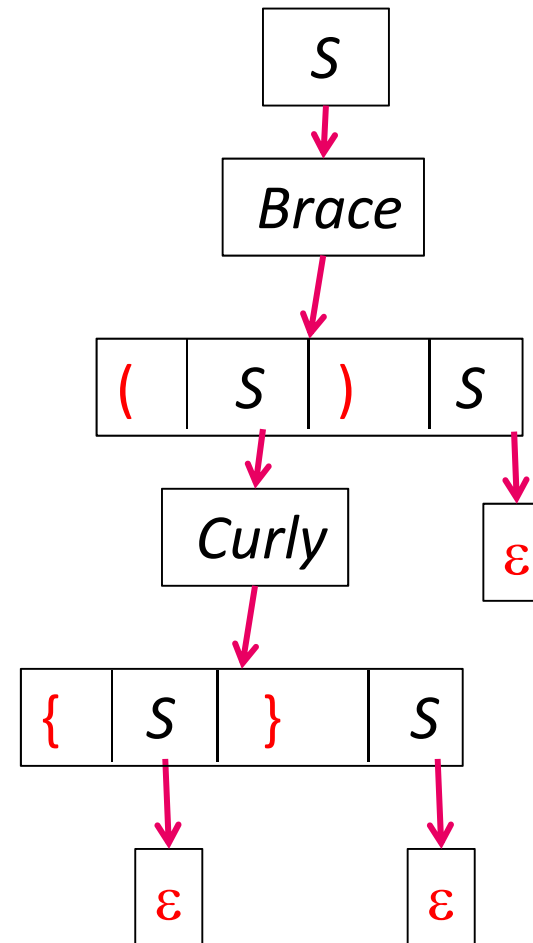 S
Brace
( S ) S
Curly
ε
{ S } S
ε ε